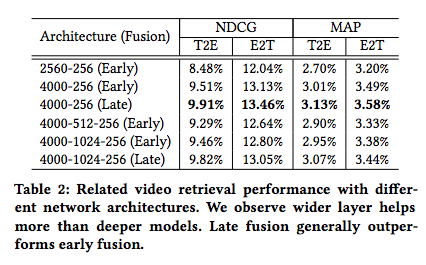 Architecture (Fusion) NDCG MAP
T2E E2T T2E E2T
2560-256 (Early) 8.48% 12.04% 2.70% 3.20%
4000-256 (Early) 9.51% 13.13% 3.01% 3.49%
4000-256 (Late) 9.91% 13.46% 3.13% 3.58%
4000-512-256 (Early) 9.29% 12.64% 2.90% 3.33%
4000-1024-256 (Early) 9.46% 12.80% 2.95% 3.38%
4000-1024-256 (Late) 9.82% 13.05% 3.07% 3.44%
Table 2: Related video retrieval performance with differ-
ent network architectures. We observe wider layer helps
more than deeper models. Late fusion generally outper-
forms early fusion.